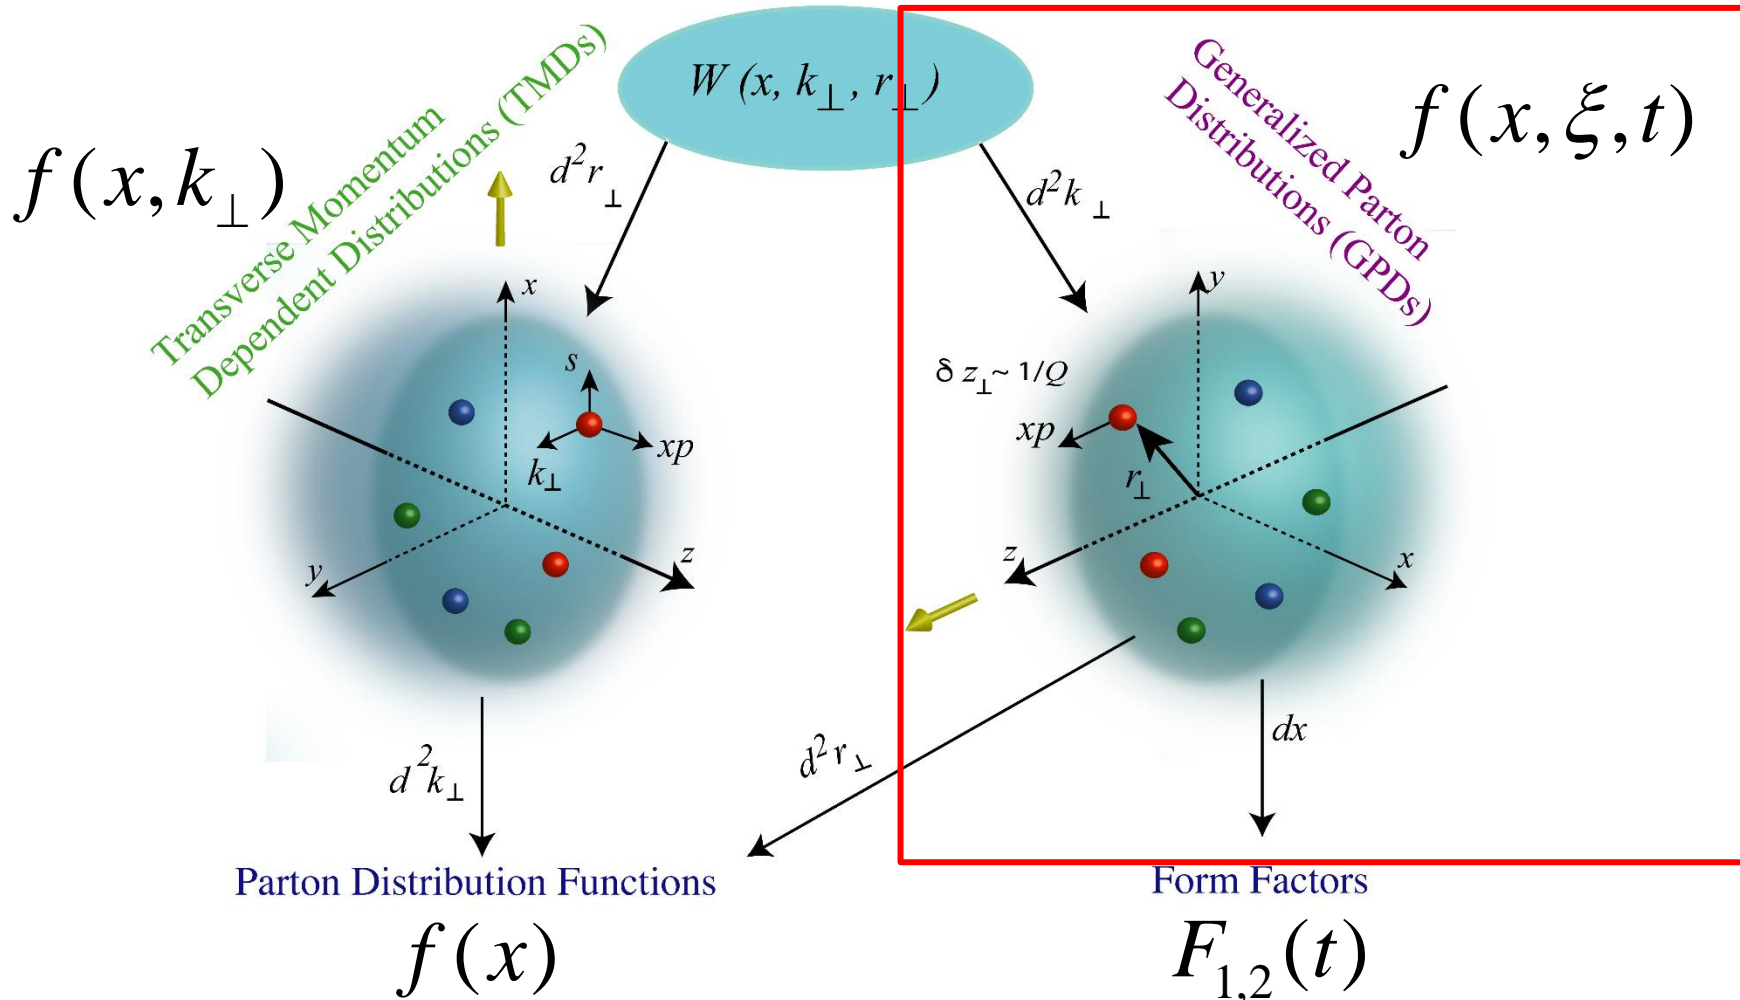 W (x, k⊥, r⊥)
f(x, k⊥)
Transverse Momentum
Dependent Distributions (TMDs)
d²r⊥
d²k⊥
Generalized Parton
Distributions (GPDs)
f(x, ξ, t)
x
s
xp
k⊥
y
z
y
δ z⊥ ~ 1/Q
xp
r⊥
z
x
d²k⊥
d²r⊥
dx
Parton Distribution Functions
f(x)
Form Factors
F1,2(t)